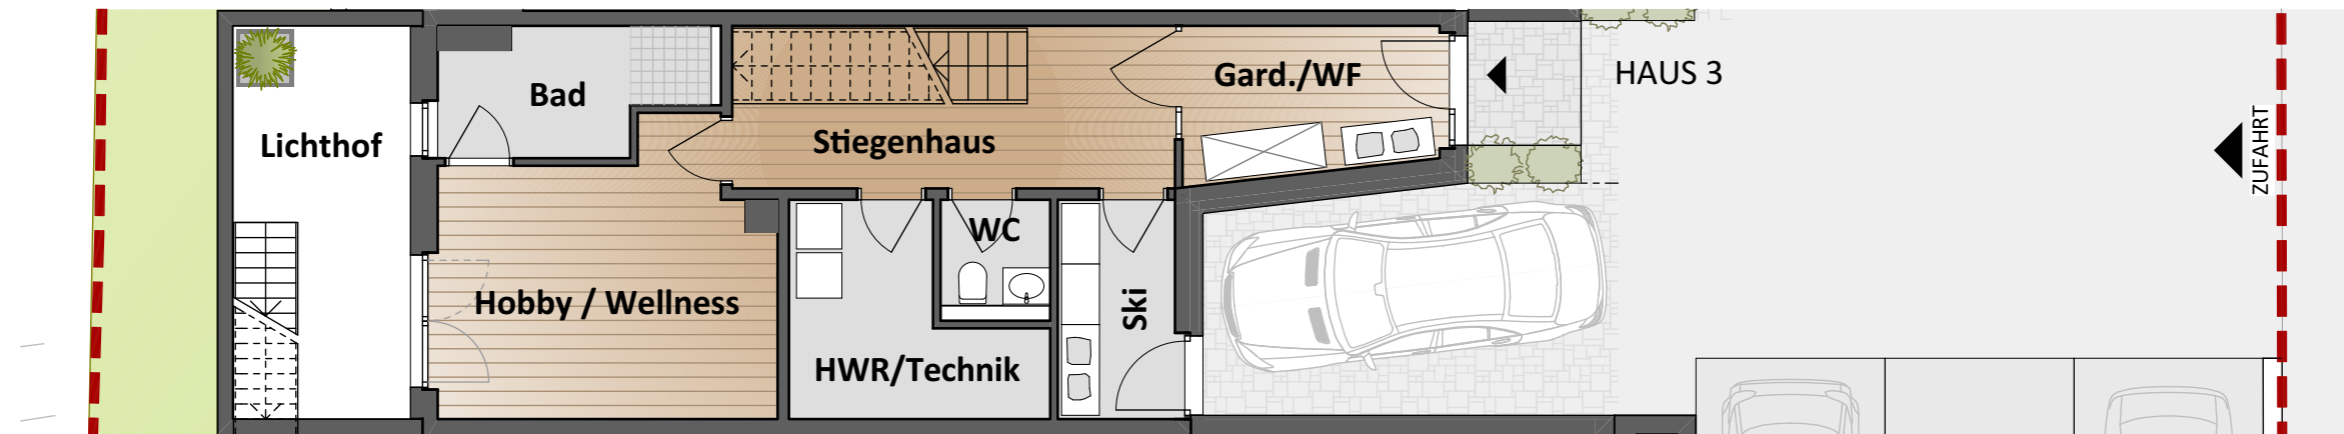 Bad
Gard./WF
HAUS 3
Lichthof
Stiegenhaus
ZUFAHRT
WC
Hobby / Wellness
Ski
HWR/Technik